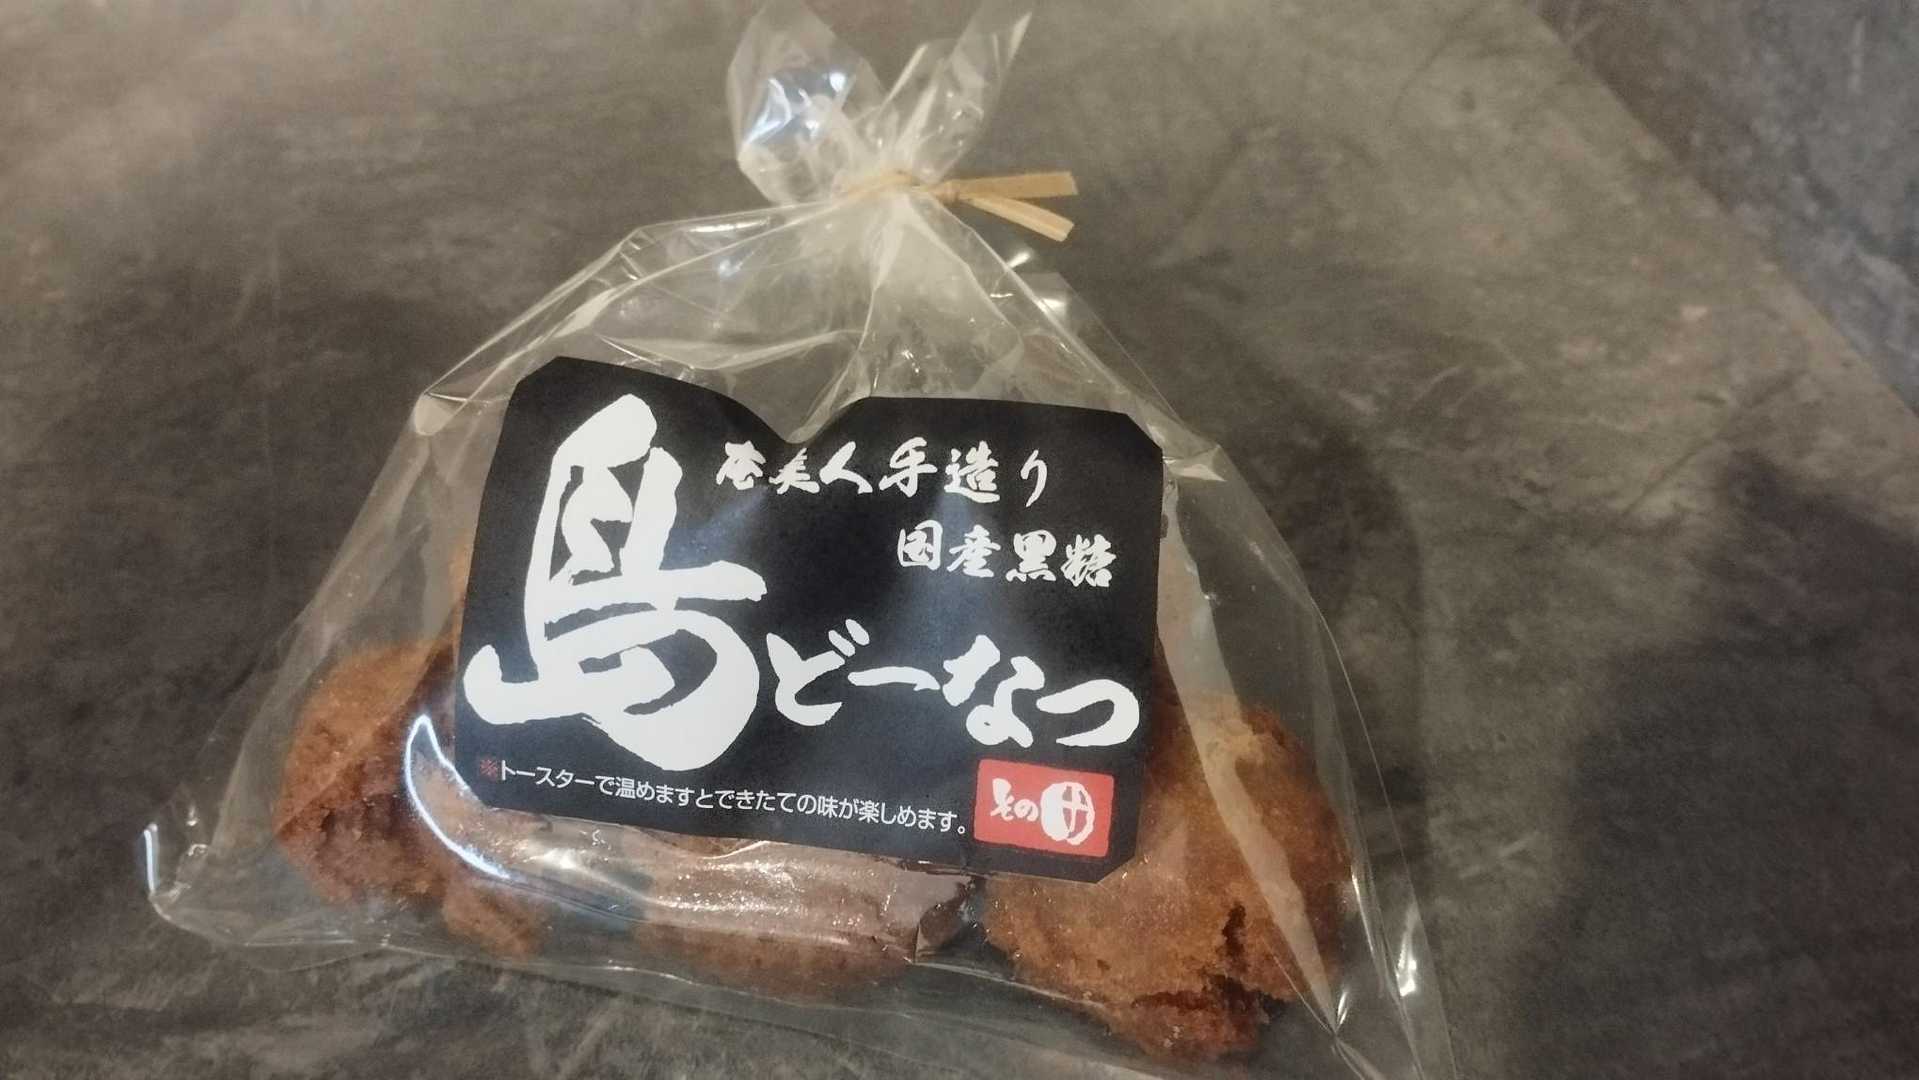 奄美人手造り
国産黒糖
島どーなつ
※トースターで温めますとできたての味が楽しめます。
その田